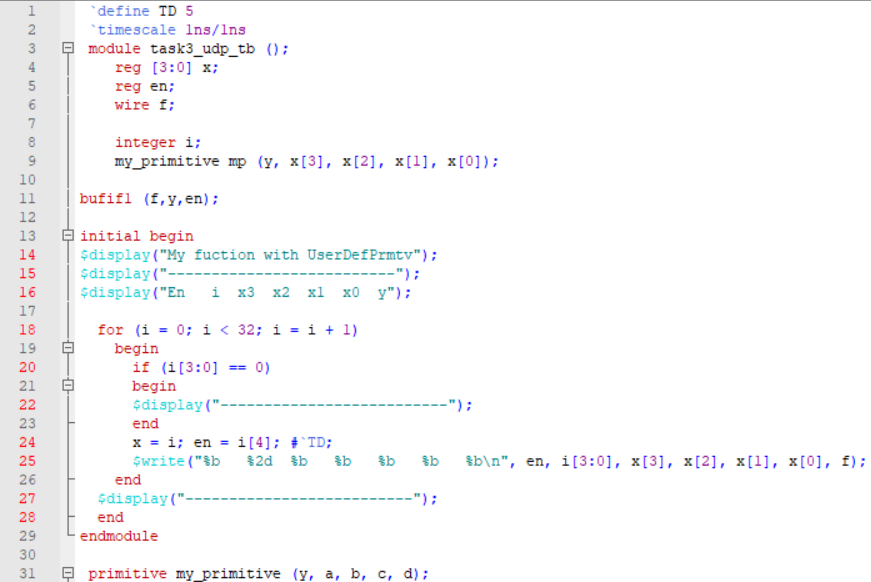 1 `define TD 5
2 `timescale 1ns/1ns
3 module task3_udp_tb ();
4 reg [3:0] x;
5 reg en;
6 wire f;
7
8 integer i;
9 my_primitive mp (y, x[3], x[2], x[1], x[0]);
10
11 bufif1 (f,y,en);
12
13 initial begin
14 $display("My fuction with UserDefPrmtv");
15 $display("--------------------------");
16 $display("En   i  x3  x2  x1  x0  y");
17
18 for (i = 0; i < 32; i = i + 1)
19 begin
20 if (i[3:0] == 0)
21 begin
22 $display("--------------------------");
23 end
24 x = i; en = i[4]; #`TD;
25 $write("%b   %2d  %b   %b   %b   %b   %b\n", en, i[3:0], x[3], x[2], x[1], x[0], f);
26 end
27 $display("--------------------------");
28 end
29 endmodule
30
31 primitive my_primitive (y, a, b, c, d);